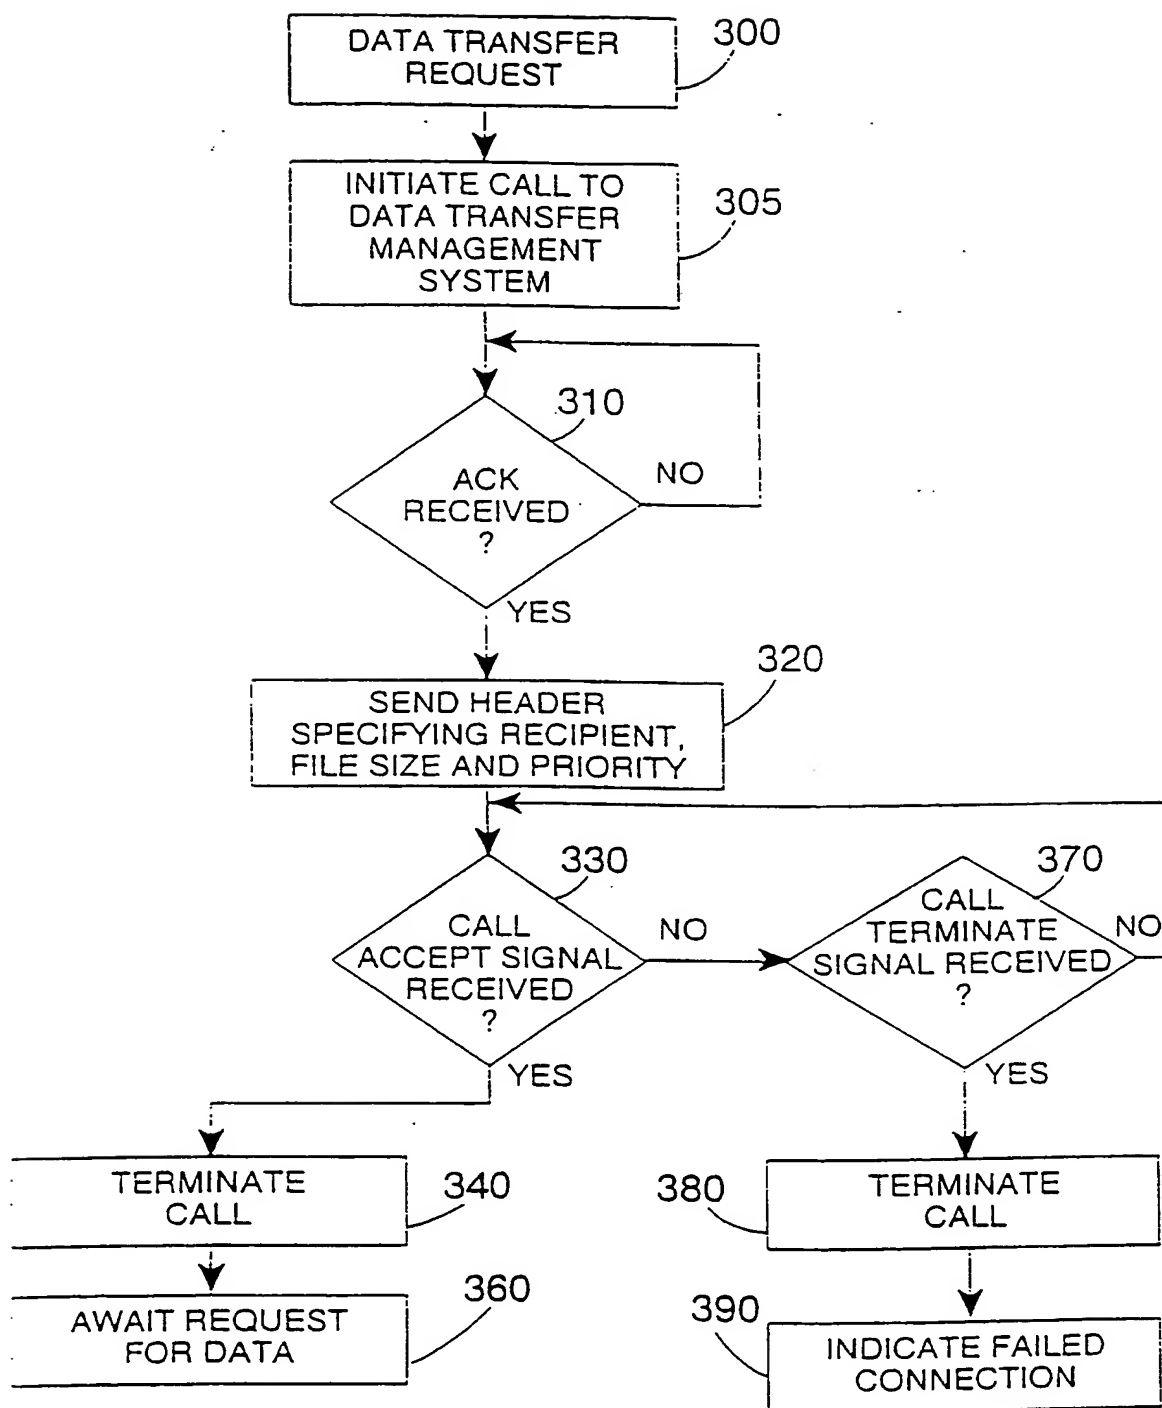 DATA TRANSFER
REQUEST
300
INITIATE CALL TO
DATA TRANSFER
MANAGEMENT
SYSTEM
305
310
ACK
RECEIVED
?
NO
YES
320
SEND HEADER
SPECIFYING RECIPIENT,
FILE SIZE AND PRIORITY
330
CALL
ACCEPT SIGNAL
RECEIVED
?
NO
YES
370
CALL
TERMINATE
SIGNAL RECEIVED
?
NO
YES
TERMINATE
CALL
340
380
TERMINATE
CALL
AWAIT REQUEST
FOR DATA
360
390
INDICATE FAILED
CONNECTION